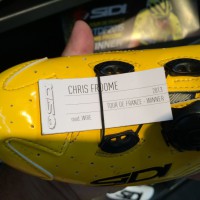 SIDI
SIDI
CHRIS FROOME
2013
TOUR DE FRANCE - WINNER
SIDI